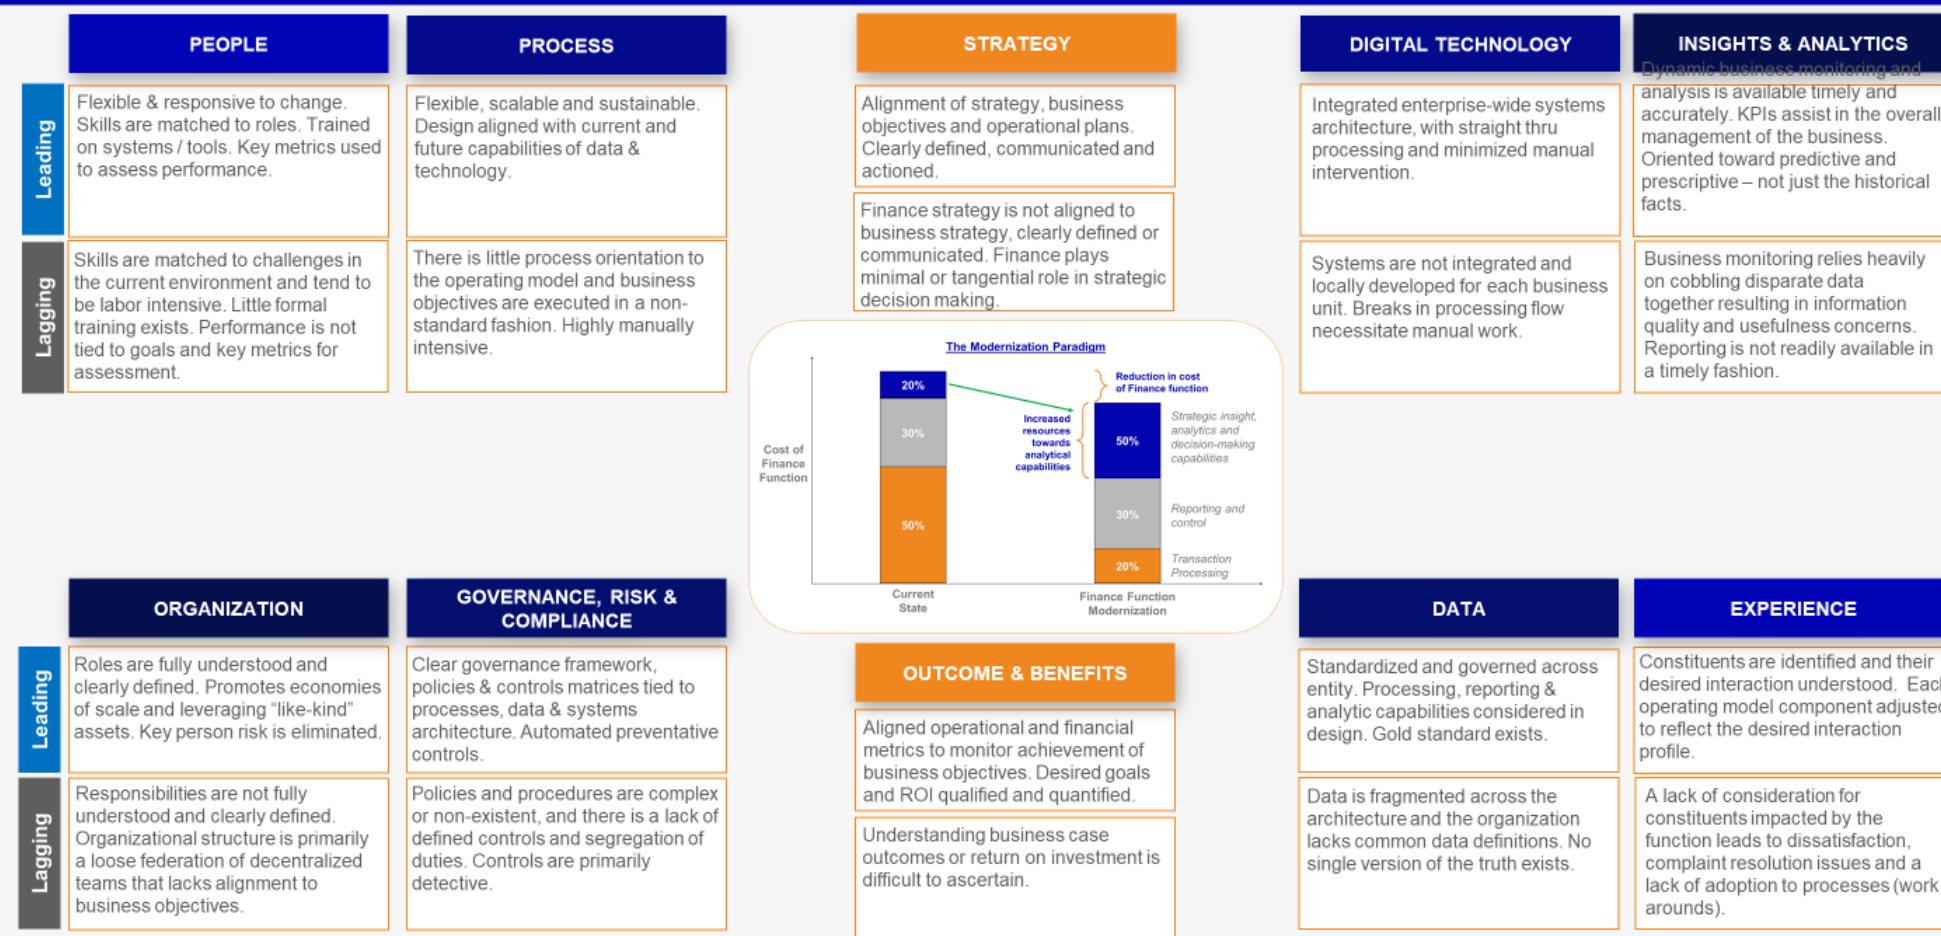 PEOPLE
Leading
Flexible & responsive to change.
Skills are matched to roles. Trained
on systems / tools. Key metrics used
to assess performance.
Lagging
Skills are matched to challenges in
the current environment and tend to
be labor intensive. Little formal
training exists. Performance is not
tied to goals and key metrics for
assessment.
PROCESS
Flexible, scalable and sustainable.
Design aligned with current and
future capabilities of data &
technology.
There is little process orientation to
the operating model and business
objectives are executed in a non-
standard fashion. Highly manually
intensive.
STRATEGY
Alignment of strategy, business
objectives and operational plans.
Clearly defined, communicated and
actioned.
Finance strategy is not aligned to
business strategy, clearly defined or
communicated. Finance plays
minimal or tangential role in strategic
decision making.
DIGITAL TECHNOLOGY
Integrated enterprise-wide systems
architecture, with straight thru
processing and minimized manual
intervention.
Systems are not integrated and
locally developed for each business
unit. Breaks in processing flow
necessitate manual work.
INSIGHTS & ANALYTICS
Dynamic business monitoring and
analysis is available timely and
accurately. KPIs assist in the overall
management of the business.
Oriented toward predictive and
prescriptive – not just the historical
facts.
Business monitoring relies heavily
on cobbling disparate data
together resulting in information
quality and usefulness concerns.
Reporting is not readily available in
a timely fashion.
The Modernization Paradigm
Cost of
Finance
Function
20%
30%
50%
Current
State
Increased
resources
towards
analytical
capabilities
Reduction in cost
of Finance function
50%
30%
20%
Strategic insight,
analytics and
decision-making
capabilities
Reporting and
control
Transaction
Processing
Finance Function
Modernization
ORGANIZATION
Leading
Roles are fully understood and
clearly defined. Promotes economies
of scale and leveraging “like-kind”
assets. Key person risk is eliminated.
Lagging
Responsibilities are not fully
understood and clearly defined.
Organizational structure is primarily
a loose federation of decentralized
teams that lacks alignment to
business objectives.
GOVERNANCE, RISK &
COMPLIANCE
Clear governance framework,
policies & controls matrices tied to
processes, data & systems
architecture. Automated preventative
controls.
Policies and procedures are complex
or non-existent, and there is a lack of
defined controls and segregation of
duties. Controls are primarily
detective.
OUTCOME & BENEFITS
Aligned operational and financial
metrics to monitor achievement of
business objectives. Desired goals
and ROI qualified and quantified.
Understanding business case
outcomes or return on investment is
difficult to ascertain.
DATA
Standardized and governed across
entity. Processing, reporting &
analytic capabilities considered in
design. Gold standard exists.
Data is fragmented across the
architecture and the organization
lacks common data definitions. No
single version of the truth exists.
EXPERIENCE
Constituents are identified and their
desired interaction understood. Each
operating model component adjusted
to reflect the desired interaction
profile.
A lack of consideration for
constituents impacted by the
function leads to dissatisfaction,
complaint resolution issues and a
lack of adoption to processes (work
arounds).